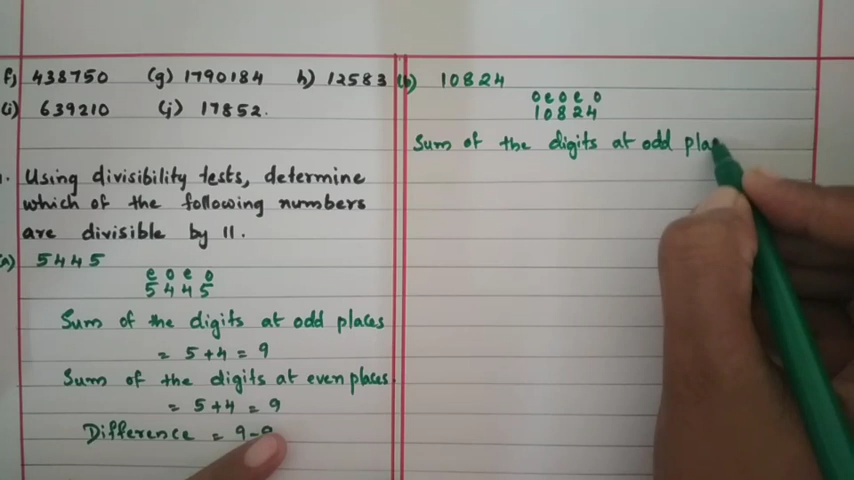 f) 438750 (g) 1790184 h) 12583
(i) 639210 (j) 17852.
Using divisibility tests, determine
which of the following numbers
are divisible by 11.
a) 5445
e o e o
5 4 4 5
Sum of the digits at odd places
= 5+4 = 9
Sum of the digits at even places.
= 5+4 = 9
Difference = 9-9
(b) 10824
o e o e o
1 0 8 2 4
Sum of the digits at odd pla